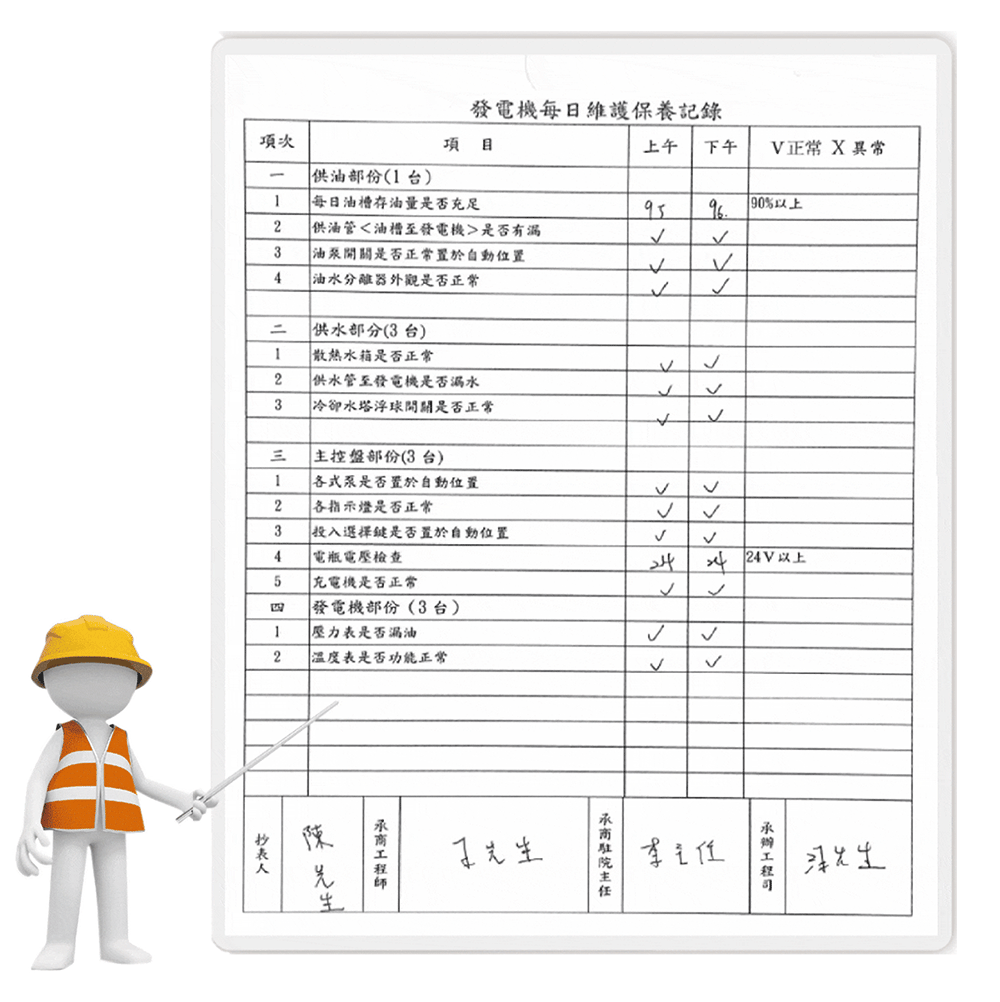 發電機每日維護保養記錄
項次 項 目 上午 下午 V正常 X異常
一 供油部份(1台)
1 每日油槽存油量是否充足 95 96. 90%以上
2 供油管<油槽至發電機>是否有漏 ✓ ✓
3 油泵開關是否正常置於自動位置 ✓ ✓
4 油水分離器外觀是否正常 ✓ ✓
二 供水部分(3台)
1 散熱水箱是否正常 ✓ ✓
2 供水管至發電機是否漏水 ✓ ✓
3 冷卻水塔浮球開關是否正常 ✓ ✓
三 主控盤部份(3台)
1 各式泵是否置於自動位置 ✓ ✓
2 各指示燈是否正常 ✓ ✓
3 投入選擇鍵是否置於自動位置 ✓ ✓
4 電瓶電壓檢查 24 24 24V以上
5 充電機是否正常 ✓ ✓
四 發電機部份(3台)
1 壓力表是否漏油 ✓ ✓
2 溫度表是否功能正常 ✓ ✓
抄表人 陳先生 承商工程師 王先生 承商駐院主任 李主任 承辦工程司 先生